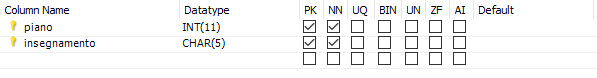 Column Name Datatype PK NN UQ BIN UN ZF AI Default
piano INT(11)
insegnamento CHAR(5)